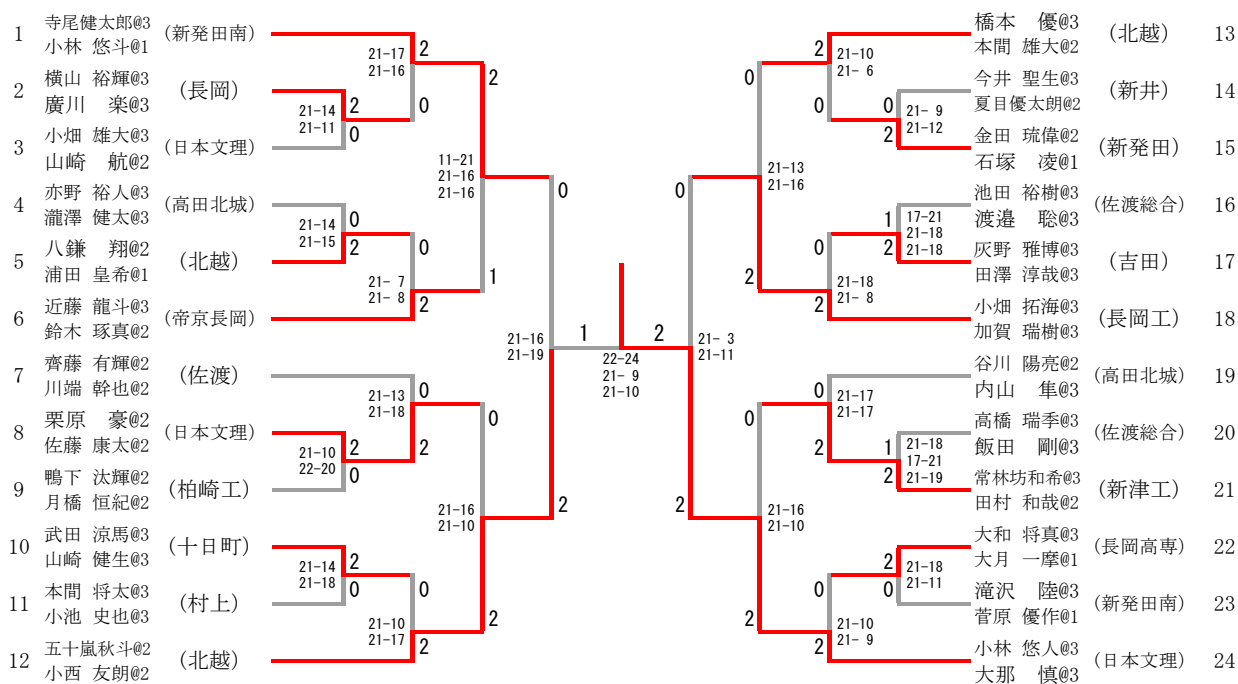 1 寺尾健太郎@3 (新発田南)
小林 悠斗@1
2 横山 裕輝@3 (長岡)
廣川 楽@3
3 小畑 雄大@3 (日本文理)
山崎 航@2
4 亦野 裕人@3 (高田北城)
瀧澤 健太@3
5 八鎌 翔@2 (北越)
浦田 皇希@1
6 近藤 龍斗@3 (帝京長岡)
鈴木 琢真@2
7 齊藤 有輝@2 (佐渡)
川端 幹也@2
8 栗原 豪@2 (日本文理)
佐藤 康太@2
9 鴨下 汰輝@2 (柏崎工)
月橋 恒紀@2
10 武田 涼馬@3 (十日町)
山崎 健生@3
11 本間 将太@3 (村上)
小池 史也@3
12 五十嵐秋斗@2 (北越)
小西 友朗@2
21-14
21-11
2
0
21-14
21-15
0
2
21-10
22-20
2
0
21-14
21-18
2
0
21-17
21-16
2
0
21- 7
21- 8
0
2
21-13
21-18
0
2
21-10
21-17
0
2
11-21
21-16
21-16
2
1
21-16
21-10
0
2
21-16
21-19
0
2
1
2
22-24
21- 9
21-10
21- 3
21-11
0
2
21-13
21-16
0
2
21-16
21-10
0
2
21-10
21- 6
2
0
21-18
21- 8
0
2
21-17
21-17
0
2
21-10
21- 9
0
2
21- 9
21-12
0
2
17-21
21-18
21-18
1
2
21-18
17-21
21-19
1
2
21-18
21-11
2
0
橋本 優@3 (北越) 13
本間 雄大@2
今井 聖生@3 (新井) 14
夏目優太朗@2
金田 琉偉@2 (新発田) 15
石塚 凌@1
池田 裕樹@3 (佐渡総合) 16
渡邉 聡@3
灰野 雅博@3 (吉田) 17
田澤 淳哉@3
小畑 拓海@3 (長岡工) 18
加賀 瑞樹@3
谷川 陽亮@2 (高田北城) 19
内山 隼@3
高橋 瑞季@3 (佐渡総合) 20
飯田 剛@3
常林坊和希@3 (新津工) 21
田村 和哉@2
大和 将真@3 (長岡高専) 22
大月 一摩@1
滝沢 陸@3 (新発田南) 23
菅原 優作@1
小林 悠人@3 (日本文理) 24
大那 慎@3